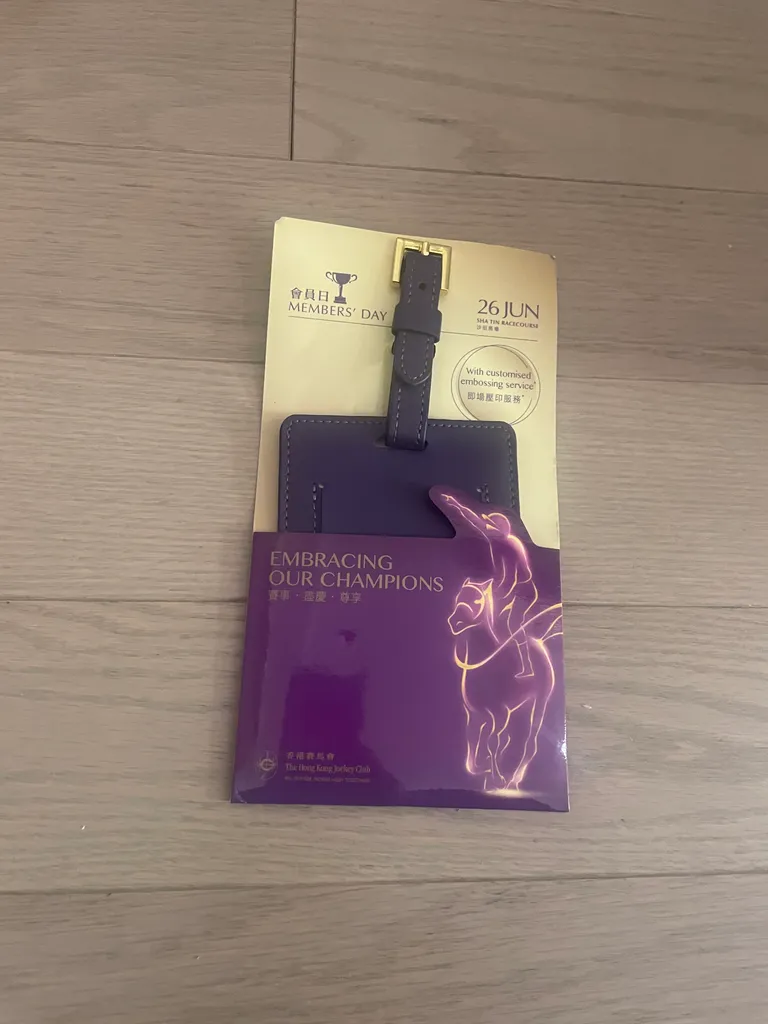 會員日
MEMBERS' DAY
26 JUN
SHA TIN RACECOURSE
沙田馬場
With customised
embossing service*
即場壓印服務*
EMBRACING
OUR CHAMPIONS
賽事・盛慶・尊享
香港賽馬會
The Hong Kong Jockey Club